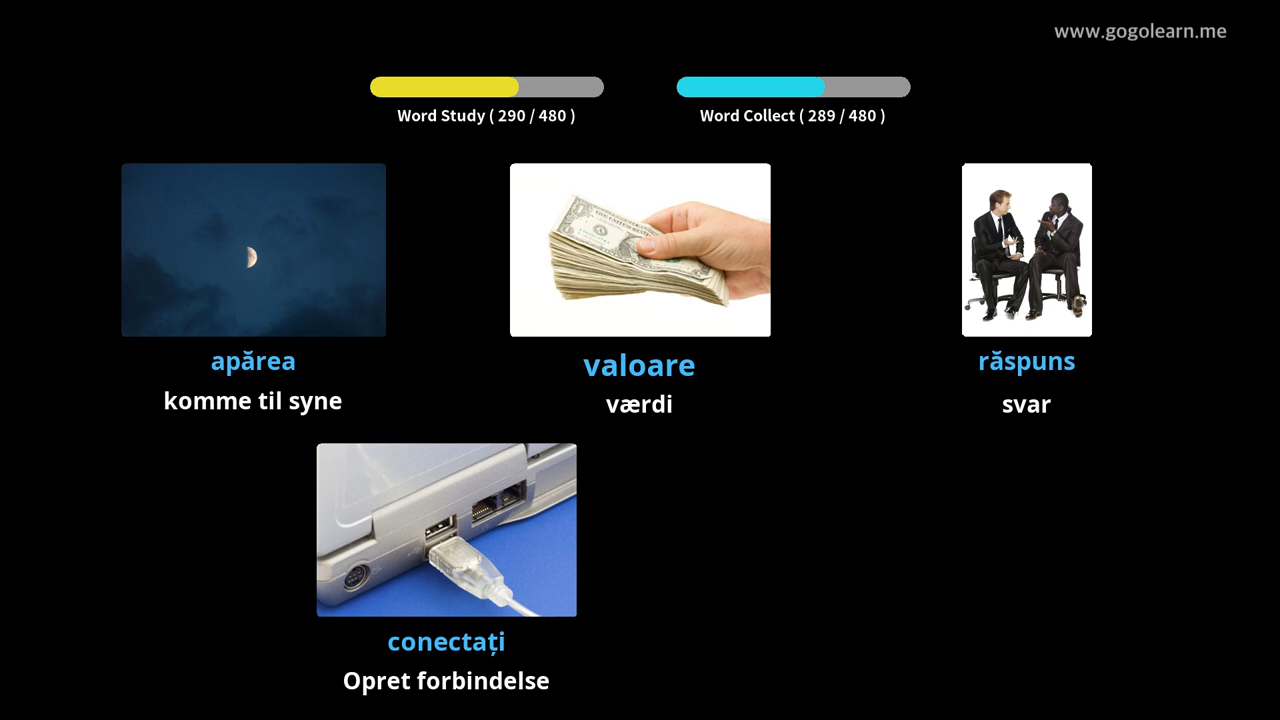 www.gogolearn.me
Word Study ( 290 / 480 )
Word Collect ( 289 / 480 )
apărea
valoare
răspuns
komme til syne
værdi
svar
conectați
Opret forbindelse